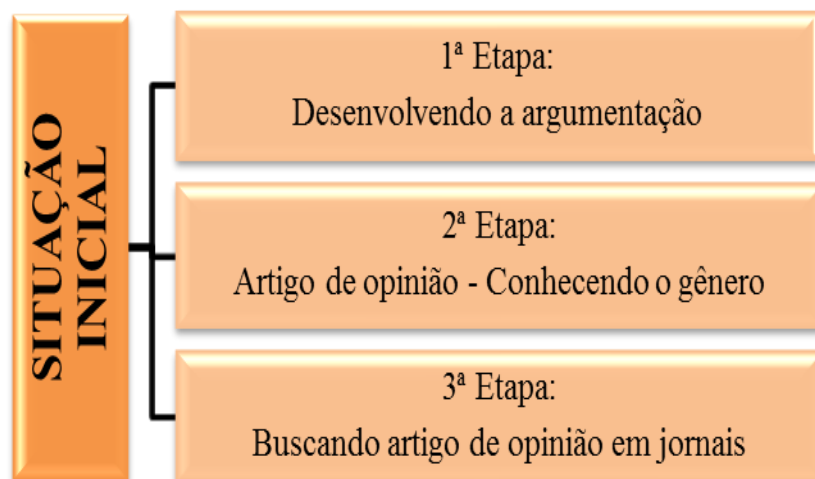 SITUAÇÃO
INICIAL
1ª Etapa:
Desenvolvendo a argumentação
2ª Etapa:
Artigo de opinião - Conhecendo o gênero
3ª Etapa:
Buscando artigo de opinião em jornais